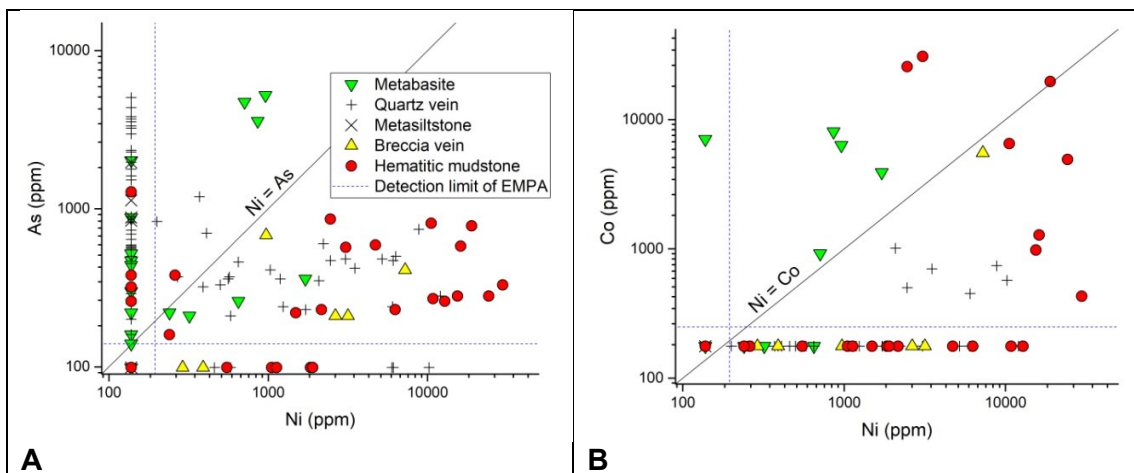 10000
1000
100
As (ppm)
Metabasite
Quartz vein
Metasiltstone
Breccia vein
Hematitic mudstone
Detection limit of EMPA
Ni = As
100
1000
10000
Ni (ppm)
A
10000
1000
100
Co (ppm)
Ni = Co
100
1000
10000
Ni (ppm)
B